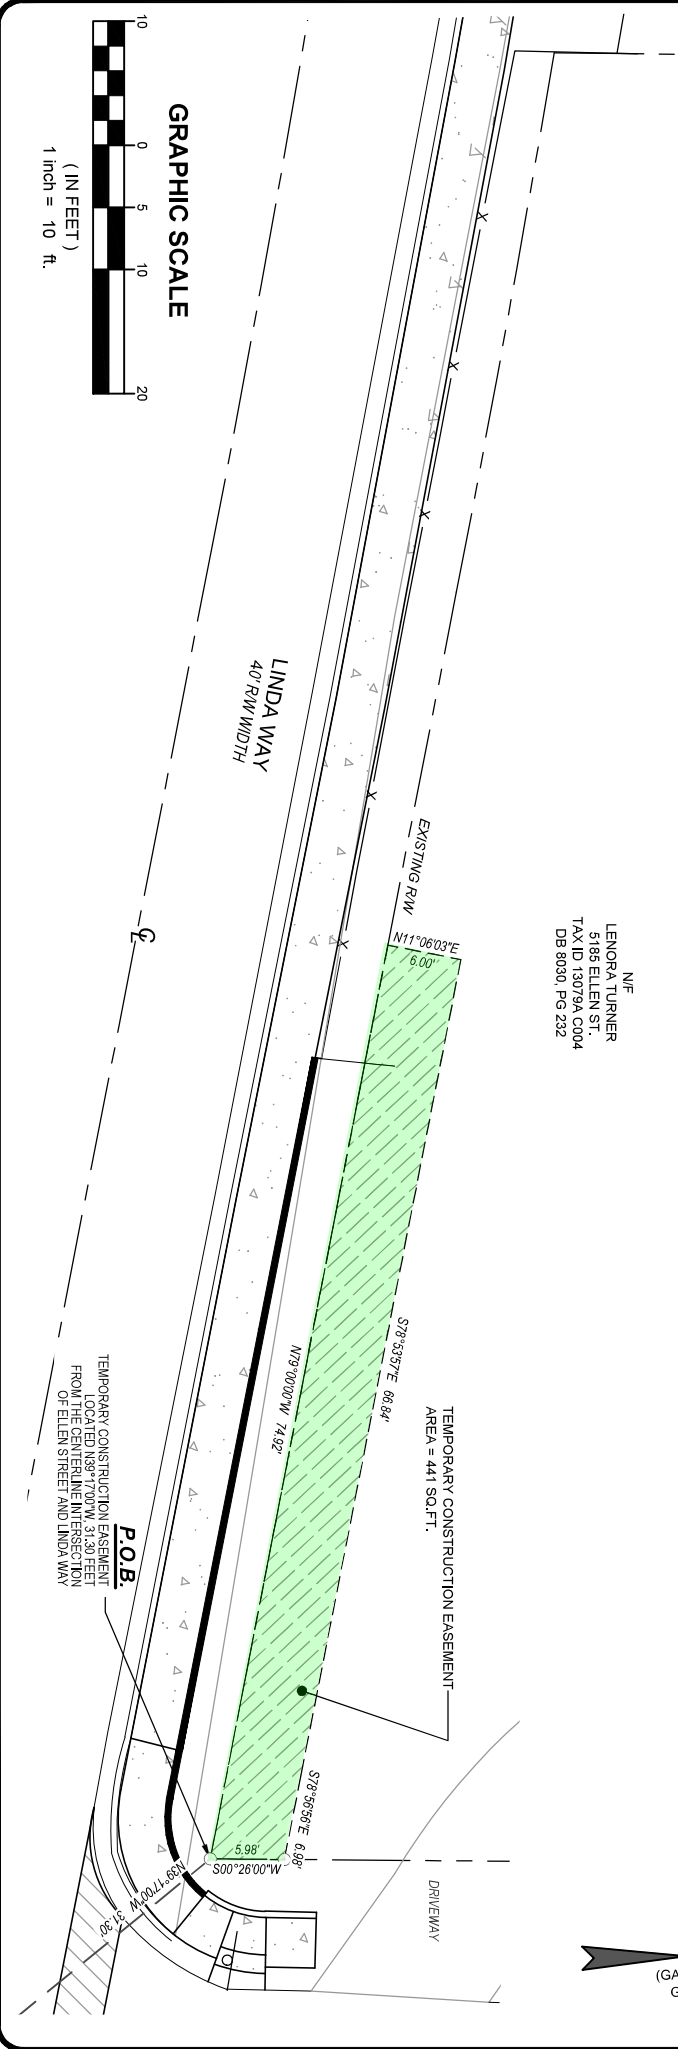 GRAPHIC SCALE
10 0 5 10 20
( IN FEET )
1 inch = 10 ft.
LINDA WAY
40' R/W WIDTH
EXISTING R/W
N/F
LENORA TURNER
5185 ELLEN ST.
TAX ID 13079A C004
DB 8030, PG 232
N11°06'03"E
6.00'
S78°53'57"E 66.84'
N79°00'00"W 74.92'
TEMPORARY CONSTRUCTION EASEMENT
AREA = 441 SQ.FT.
P.O.B.
TEMPORARY CONSTRUCTION EASEMENT
LOCATED N39°17'00"W, 31.30 FEET
FROM THE CENTERLINE INTERSECTION
OF ELLEN STREET AND LINDA WAY
S78°56'56"E 6.98'
5.98'
S00°26'00"W
N39°17'00"W 31.30'
DRIVEWAY
CL
X
X
X
X
X
(GA
G